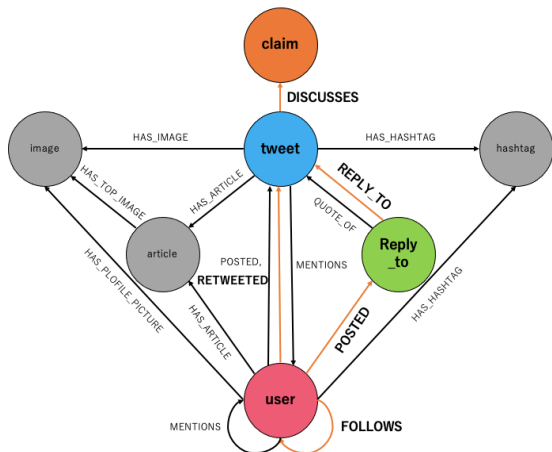 claim
DISCUSSES
HAS_IMAGE
HAS_HASHTAG
image
tweet
hashtag
HAS_TOP_IMAGE
HAS_ARTICLE
REPLY_TO
QUOTE_OF
article
POSTED,
RETWEETED
MENTIONS
Reply
_to
HAS_PLOFILE_PICTURE
HAS_ARTICLE
POSTED
HAS_HASHTAG
user
MENTIONS
FOLLOWS